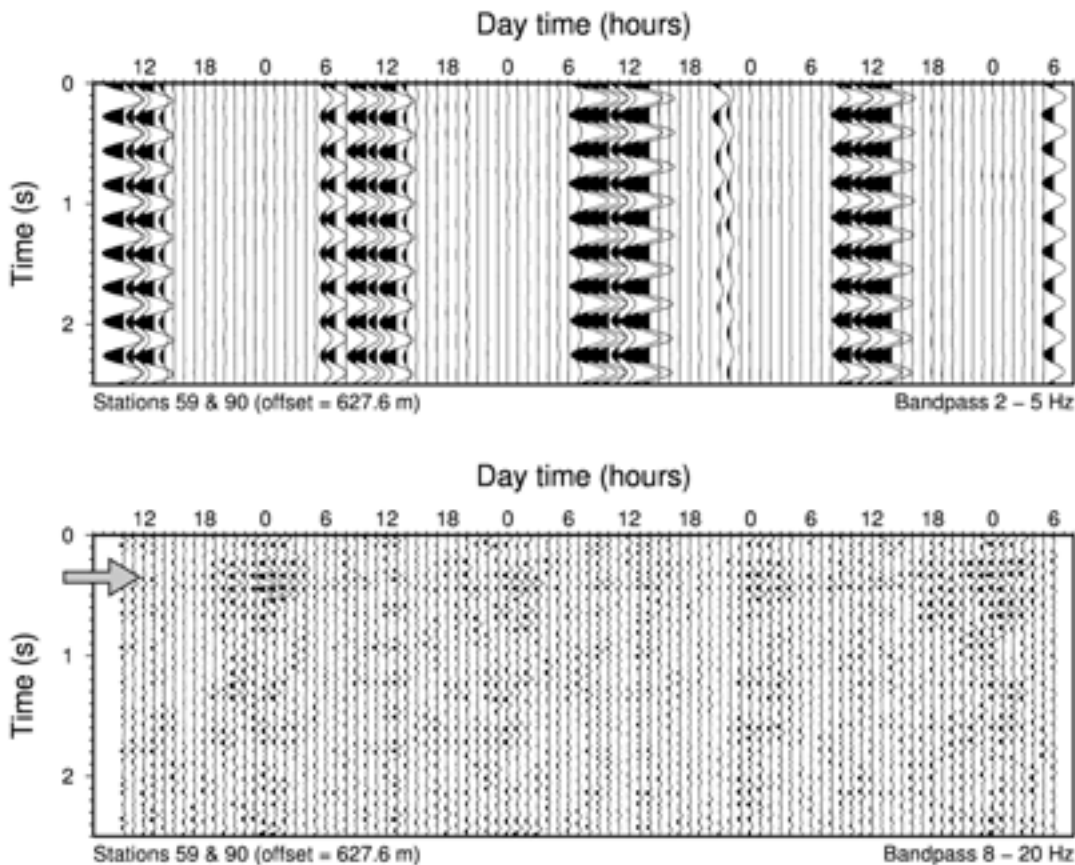 Day time (hours)
12 18 0 6 12 18 0 6 12 18 0 6 12 18 0 6
0
1
2
Time (s)
Stations 59 & 90 (offset = 627.6 m) Bandpass 2 – 5 Hz
Day time (hours)
12 18 0 6 12 18 0 6 12 18 0 6 12 18 0 6
0
1
2
Time (s)
Stations 59 & 90 (offset = 627.6 m) Bandpass 8 – 20 Hz